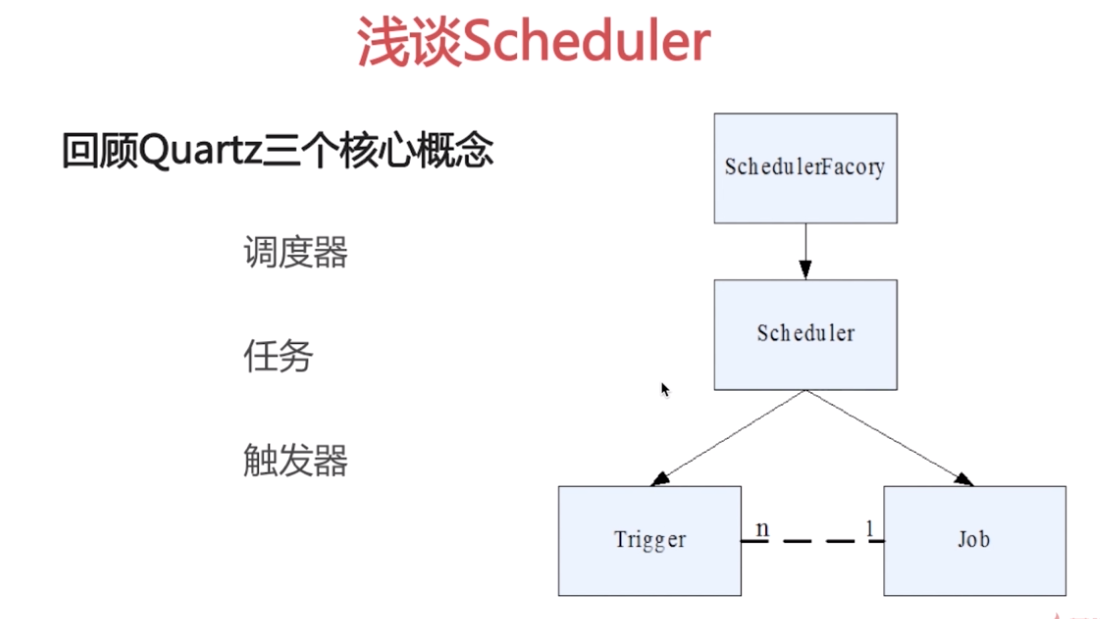 浅谈Scheduler
回顾Quartz三个核心概念
调度器
任务
触发器
SchedulerFacory
Scheduler
Trigger
n
1
Job